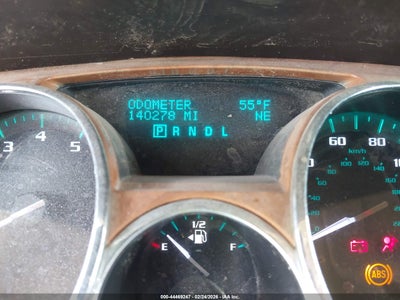 ODOMETER 55°F
140278 MI NE
P R N D L
3 4 5
1/2
E F
60 80
km/h
ABS
000-44469247 - 02/24/2026 - IAA Inc.